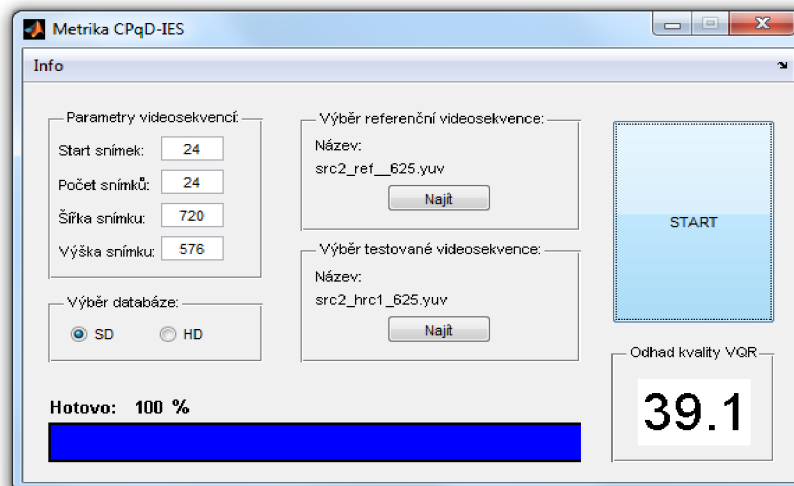 Metrika CPqD-IES
Info
Parametry videosekvencí:
Start snímek: 24
Počet snímků: 24
Šířka snímku: 720
Výška snímku: 576
Výběr databáze:
SD HD
Výběr referenční videosekvence:
Název:
src2_ref__625.yuv
Najít
Výběr testované videosekvence:
Název:
src2_hrc1_625.yuv
Najít
START
Odhad kvality VQR
39.1
Hotovo: 100 %